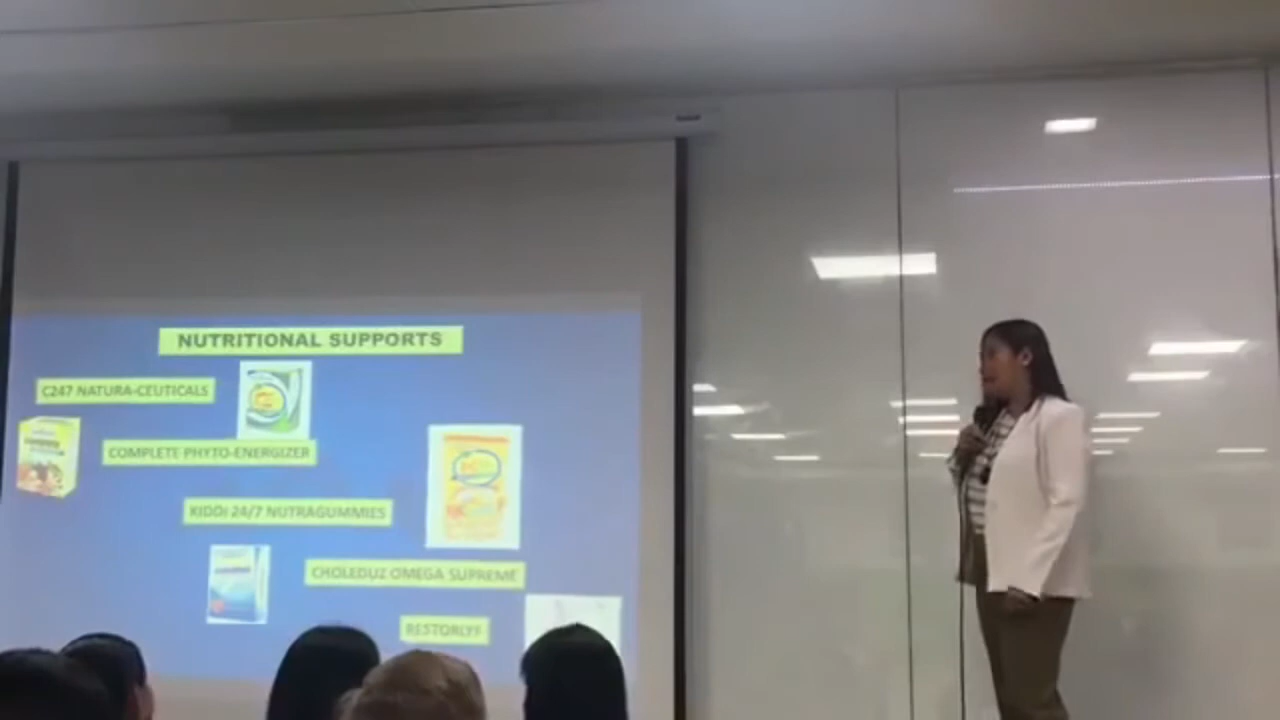 NUTRITIONAL SUPPORTS
C247 NATURA-CEUTICALS
COMPLETE PHYTO-ENERGIZER
KIDDI 24/7 NUTRAGUMMIES
CHOLEDUZ OMEGA SUPREME
RESTORLYF